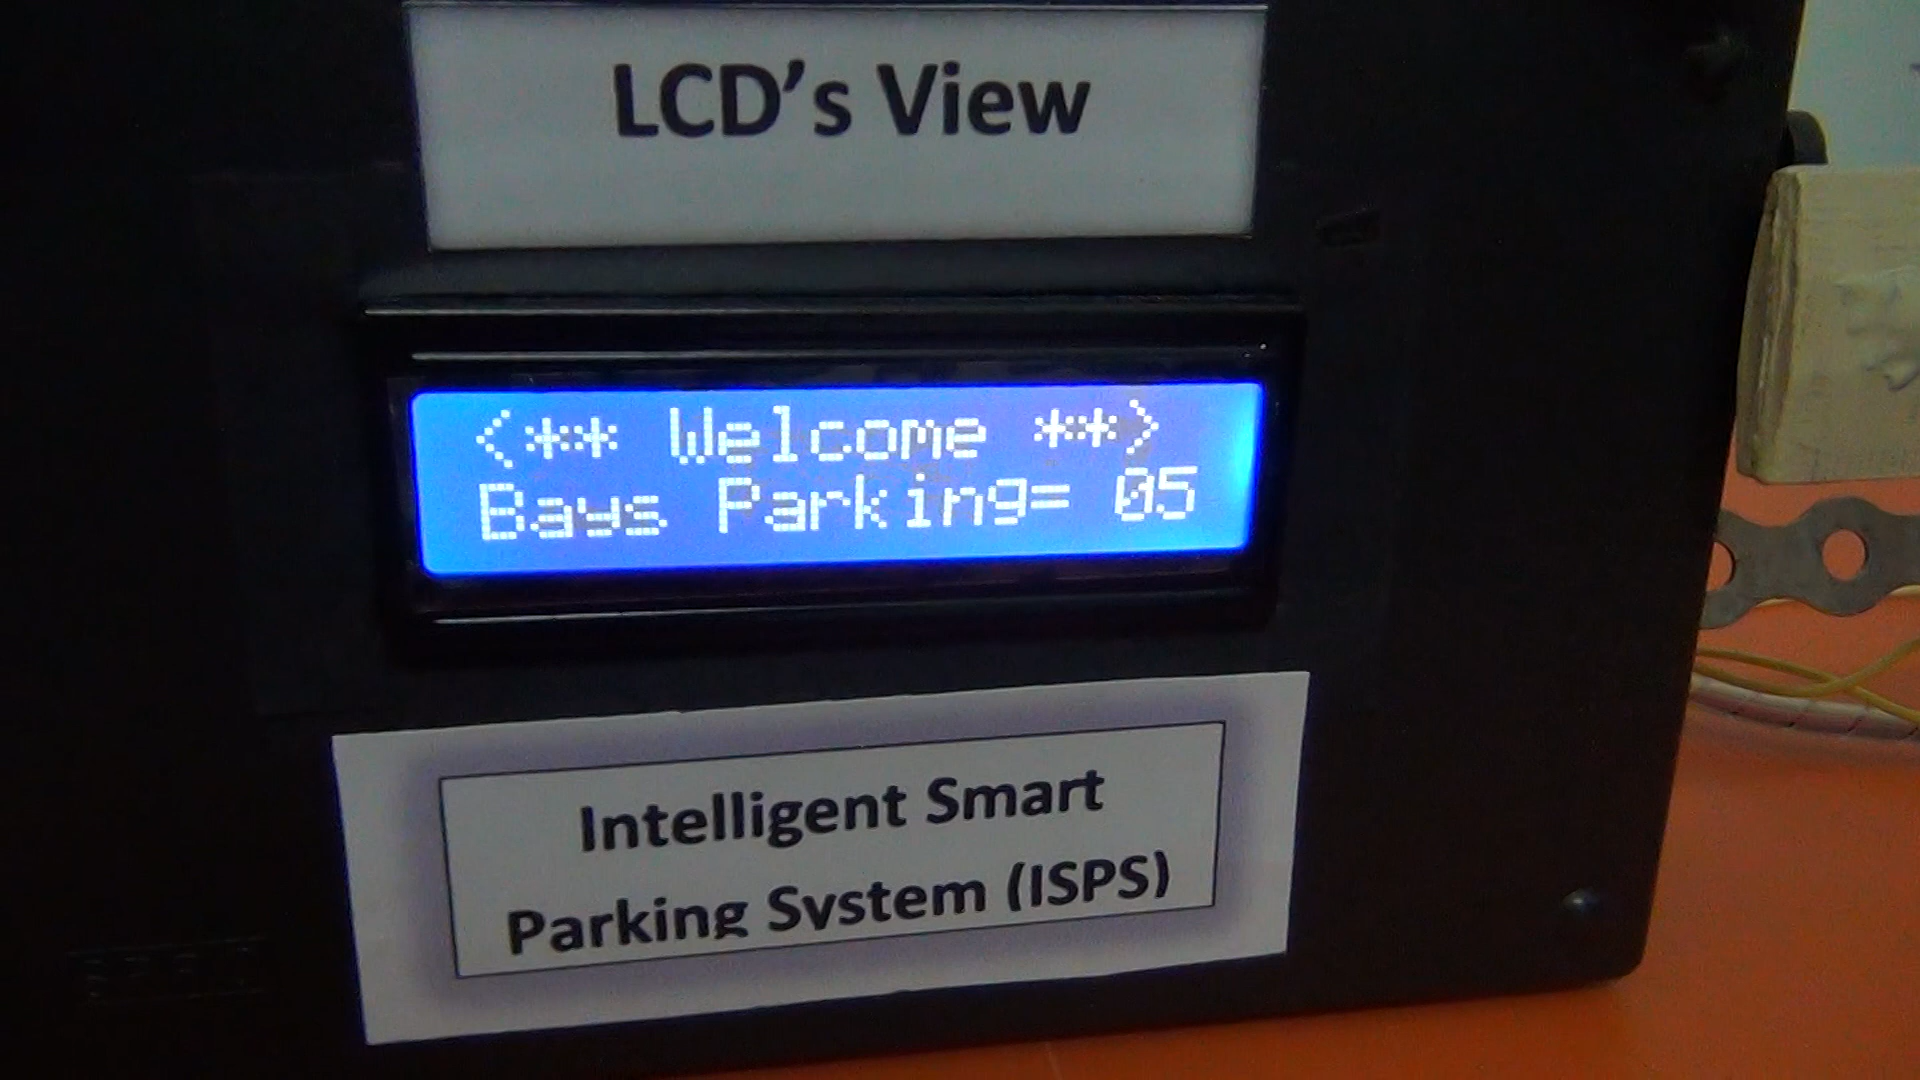 LCD's View
<** Welcome **>
Bays Parking= 05
Intelligent Smart
Parking System (ISPS)